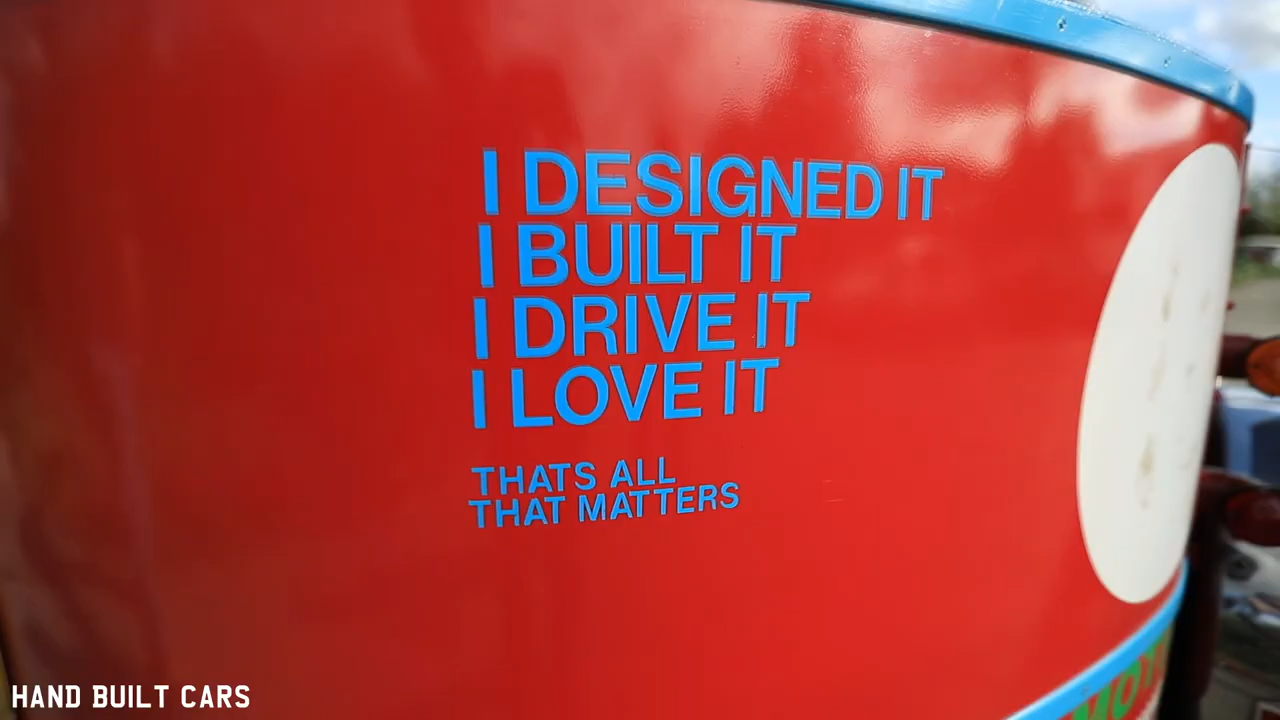 I DESIGNED IT
I BUILT IT
I DRIVE IT
I LOVE IT
THATS ALL
THAT MATTERS
HAND BUILT CARS